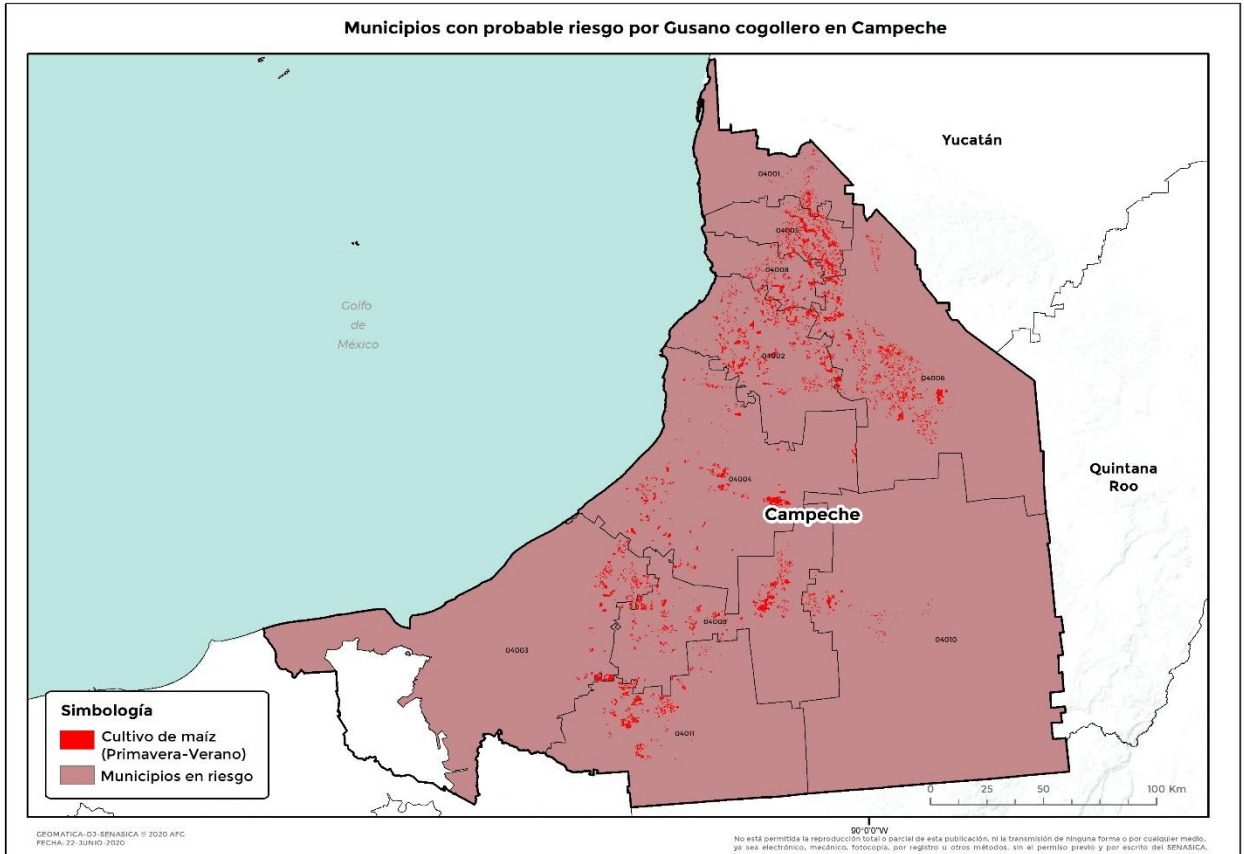 Municipios con probable riesgo por Gusano cogollero en Campeche
Yucatán
04001
04005
04008
Golfo
de
México
04002
04006
Quintana
Roo
04004
Campeche
04009
04003
04010
04011
Simbología
Cultivo de maíz
(Primavera-Verano)
Municipios en riesgo
0 25 50 100 Km
90°0'0"W
GEOMATICA-DJ-SENASICA © 2020 AFC
FECHA: 22-JUNIO-2020
No está permitida la reproducción total o parcial de esta publicación, ni la transmisión de ninguna forma o por cualquier medio,
ya sea electrónico, mecánico, fotocopia, por registro u otros métodos, sin el permiso previo y por escrito del SENASICA.